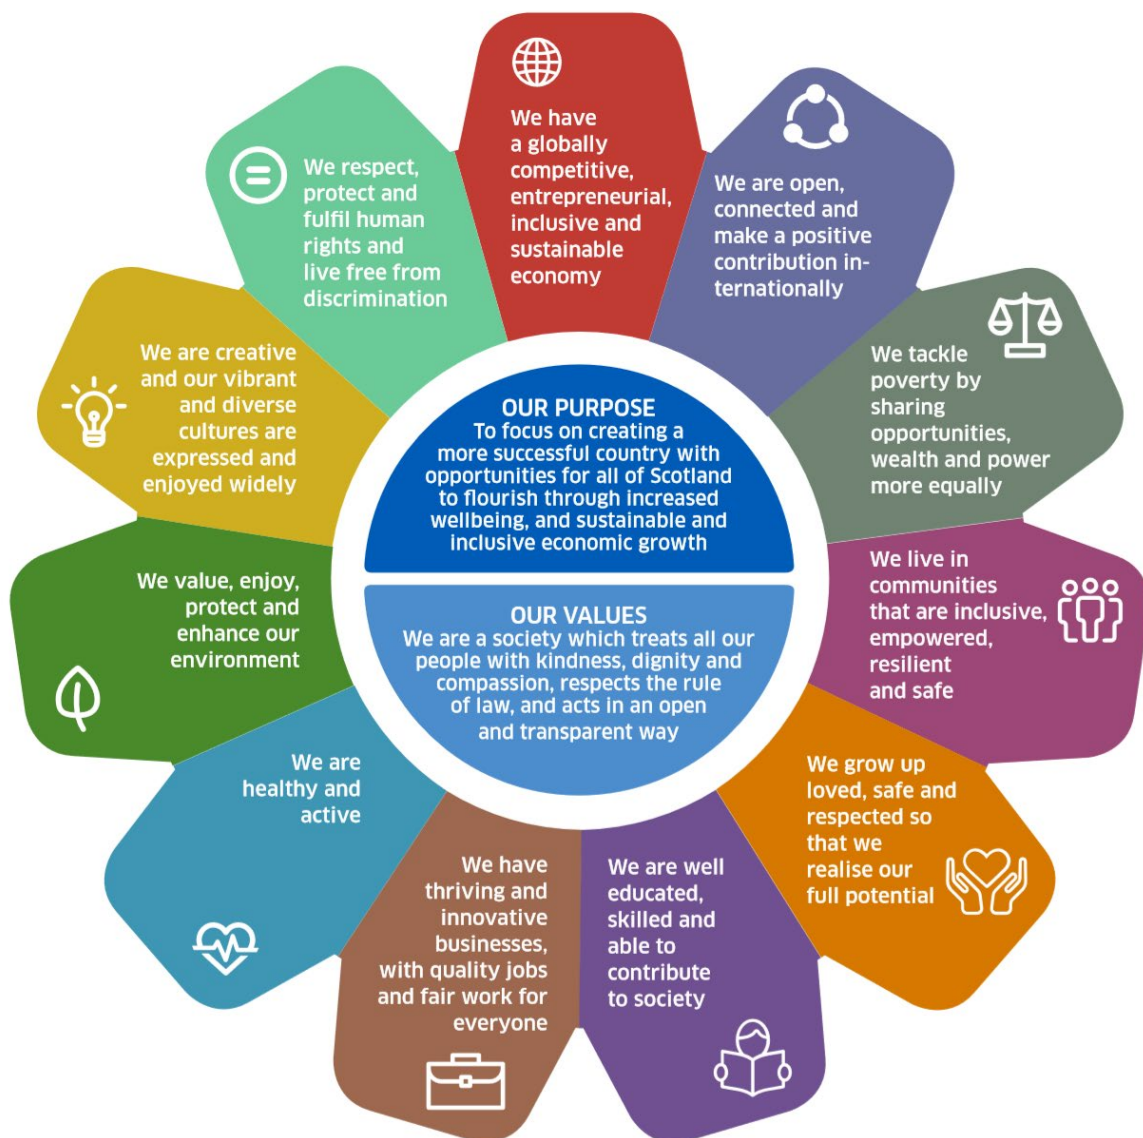 We have
a globally
competitive,
entrepreneurial,
inclusive and
sustainable
economy
We are open,
connected and
make a positive
contribution in-
ternationally
We tackle
poverty by
sharing
opportunities,
wealth and power
more equally
We live in
communities
that are inclusive,
empowered,
resilient
and safe
We grow up
loved, safe and
respected so
that we
realise our
full potential
We are well
educated,
skilled and
able to
contribute
to society
We have
thriving and
innovative
businesses,
with quality jobs
and fair work for
everyone
We are
healthy and
active
We value, enjoy,
protect and
enhance our
environment
We are creative
and our vibrant
and diverse
cultures are
expressed and
enjoyed widely
We respect,
protect and
fulfil human
rights and
live free from
discrimination
OUR PURPOSE
To focus on creating a
more successful country with
opportunities for all of Scotland
to flourish through increased
wellbeing, and sustainable and
inclusive economic growth
OUR VALUES
We are a society which treats all our
people with kindness, dignity and
compassion, respects the rule
of law, and acts in an open
and transparent way